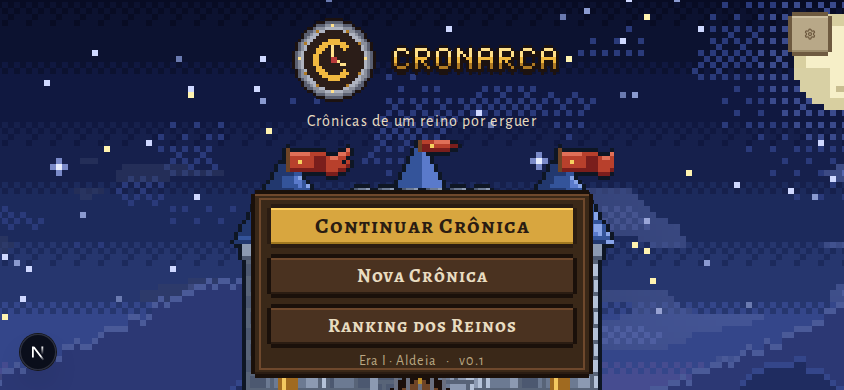 CRONARCA
Crônicas de um reino por erguer
Continuar Crônica
Nova Crônica
Ranking dos Reinos
Era I · Aldeia · v0.1
N